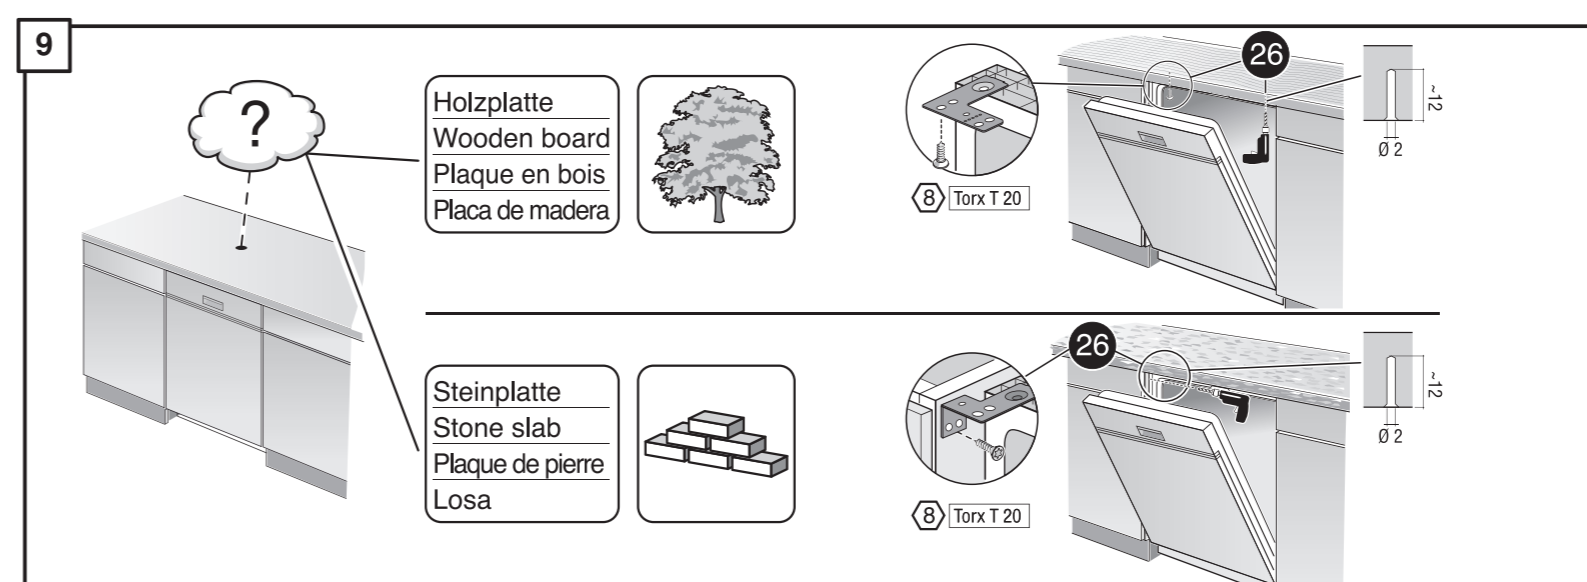 9
?
Holzplatte
Wooden board
Plaque en bois
Placa de madera
26
~12
Ø 2
8 Torx T 20
Steinplatte
Stone slab
Plaque de pierre
Losa
26
~12
Ø 2
8 Torx T 20